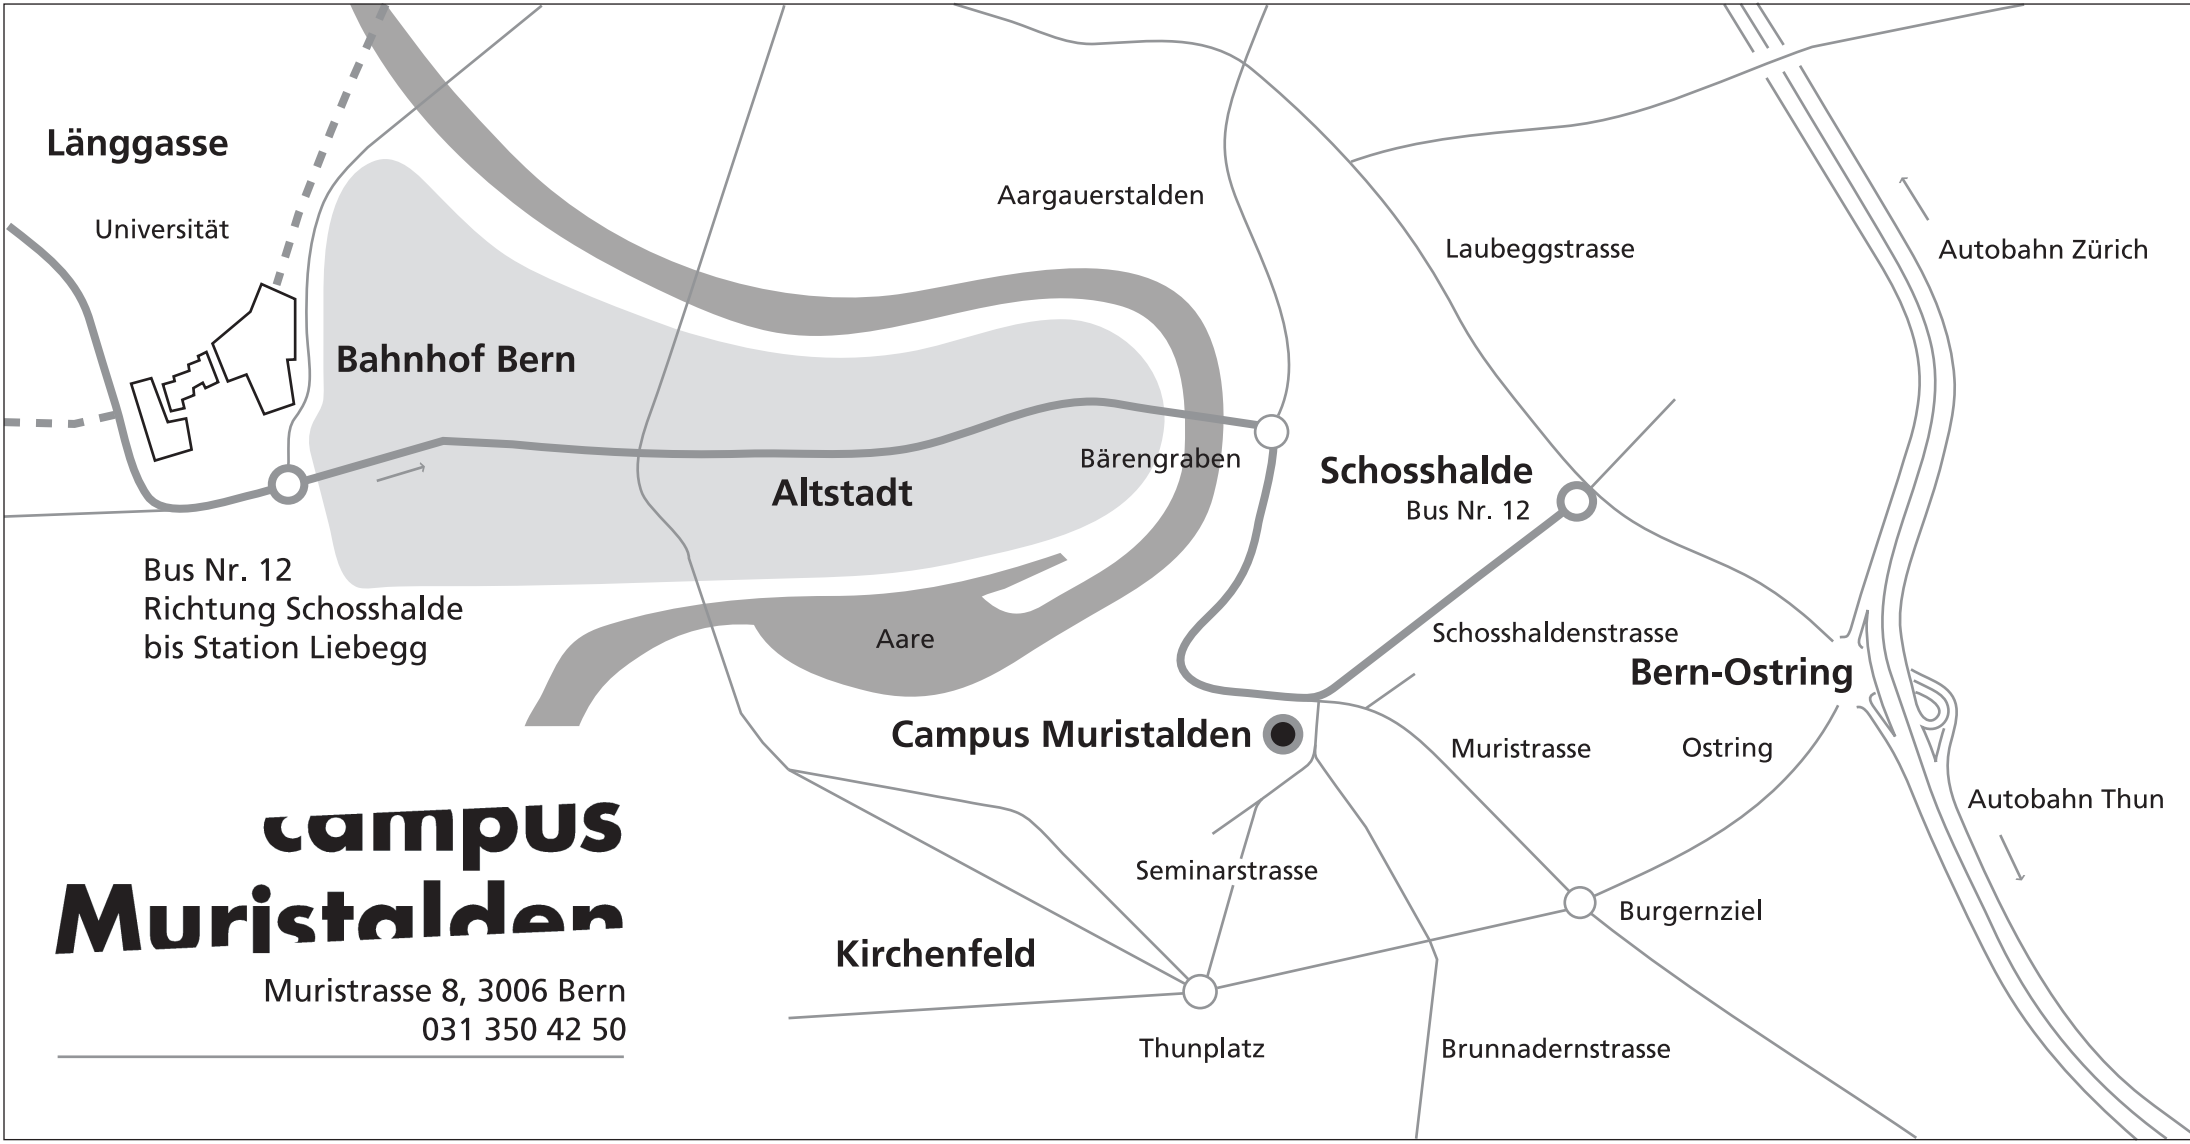 Länggasse
Universität
Aargauerstalden
Laubeggstrasse
Autobahn Zürich
Bahnhof Bern
Bärengraben
Altstadt
Schosshalde
Bus Nr. 12
Bus Nr. 12
Richtung Schosshalde
bis Station Liebegg
Aare
Schosshaldenstrasse
Bern-Ostring
Campus Muristalden
Muristrasse
Ostring
Autobahn Thun
campus
Muristalden
Seminarstrasse
Burgernziel
Kirchenfeld
Muristrasse 8, 3006 Bern
031 350 42 50
Thunplatz
Brunnadernstrasse